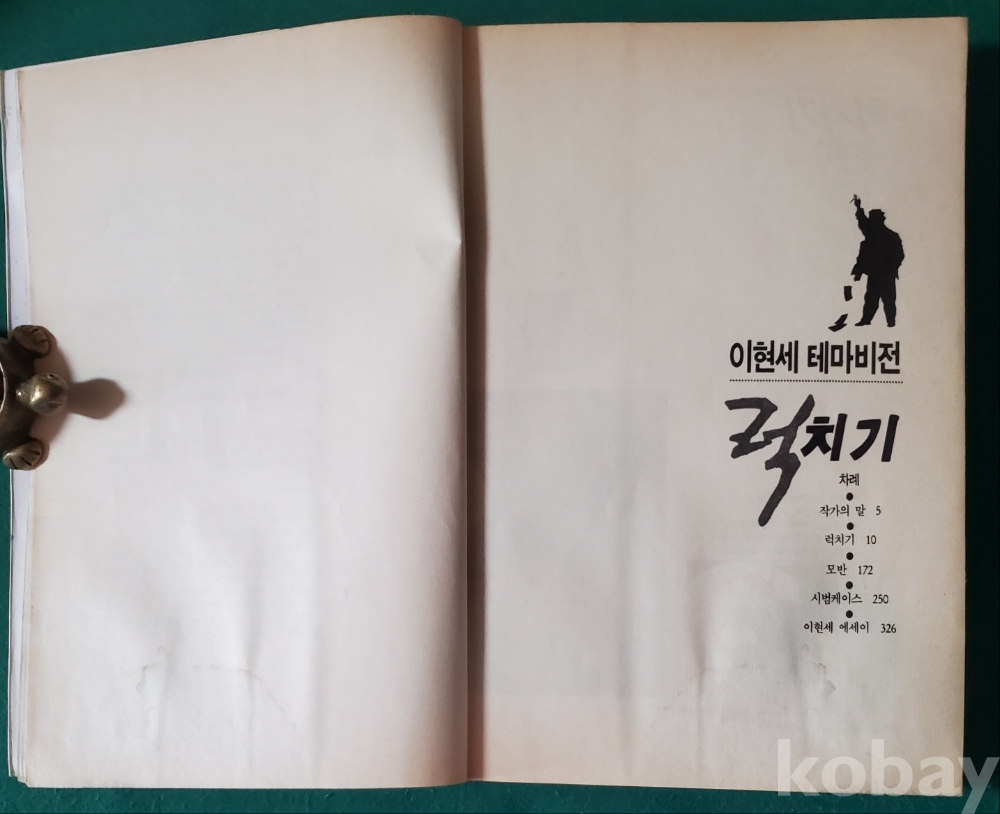 이현세 테마비전
럭치기
차례
작가의 말 5
럭치기 10
모반 172
시범케이스 250
이현세 에세이 326
kobay